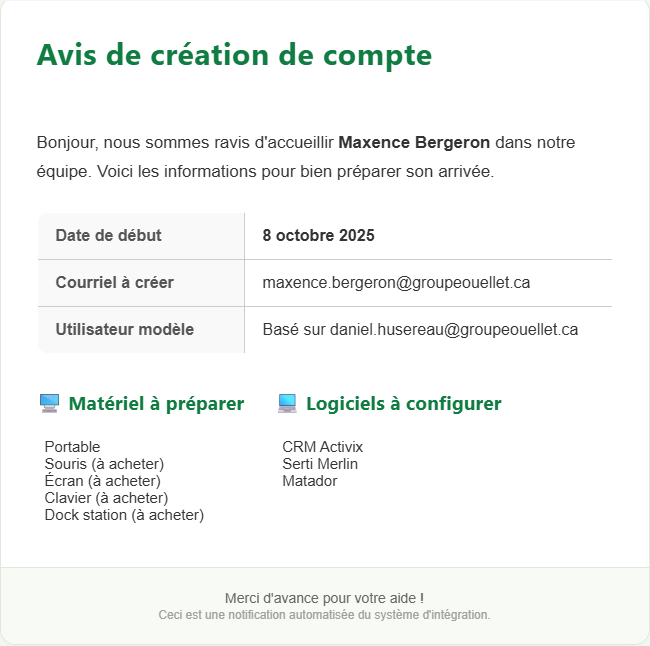 Avis de création de compte
Bonjour, nous sommes ravis d'accueillir Maxence Bergeron dans notre
équipe. Voici les informations pour bien préparer son arrivée.
Date de début 8 octobre 2025
Courriel à créer maxence.bergeron@groupeouellet.ca
Utilisateur modèle Basé sur daniel.husereau@groupeouellet.ca
Matériel à préparer
Portable
Souris (à acheter)
Écran (à acheter)
Clavier (à acheter)
Dock station (à acheter)
Logiciels à configurer
CRM Activix
Serti Merlin
Matador
Merci d'avance pour votre aide !
Ceci est une notification automatisée du système d'intégration.